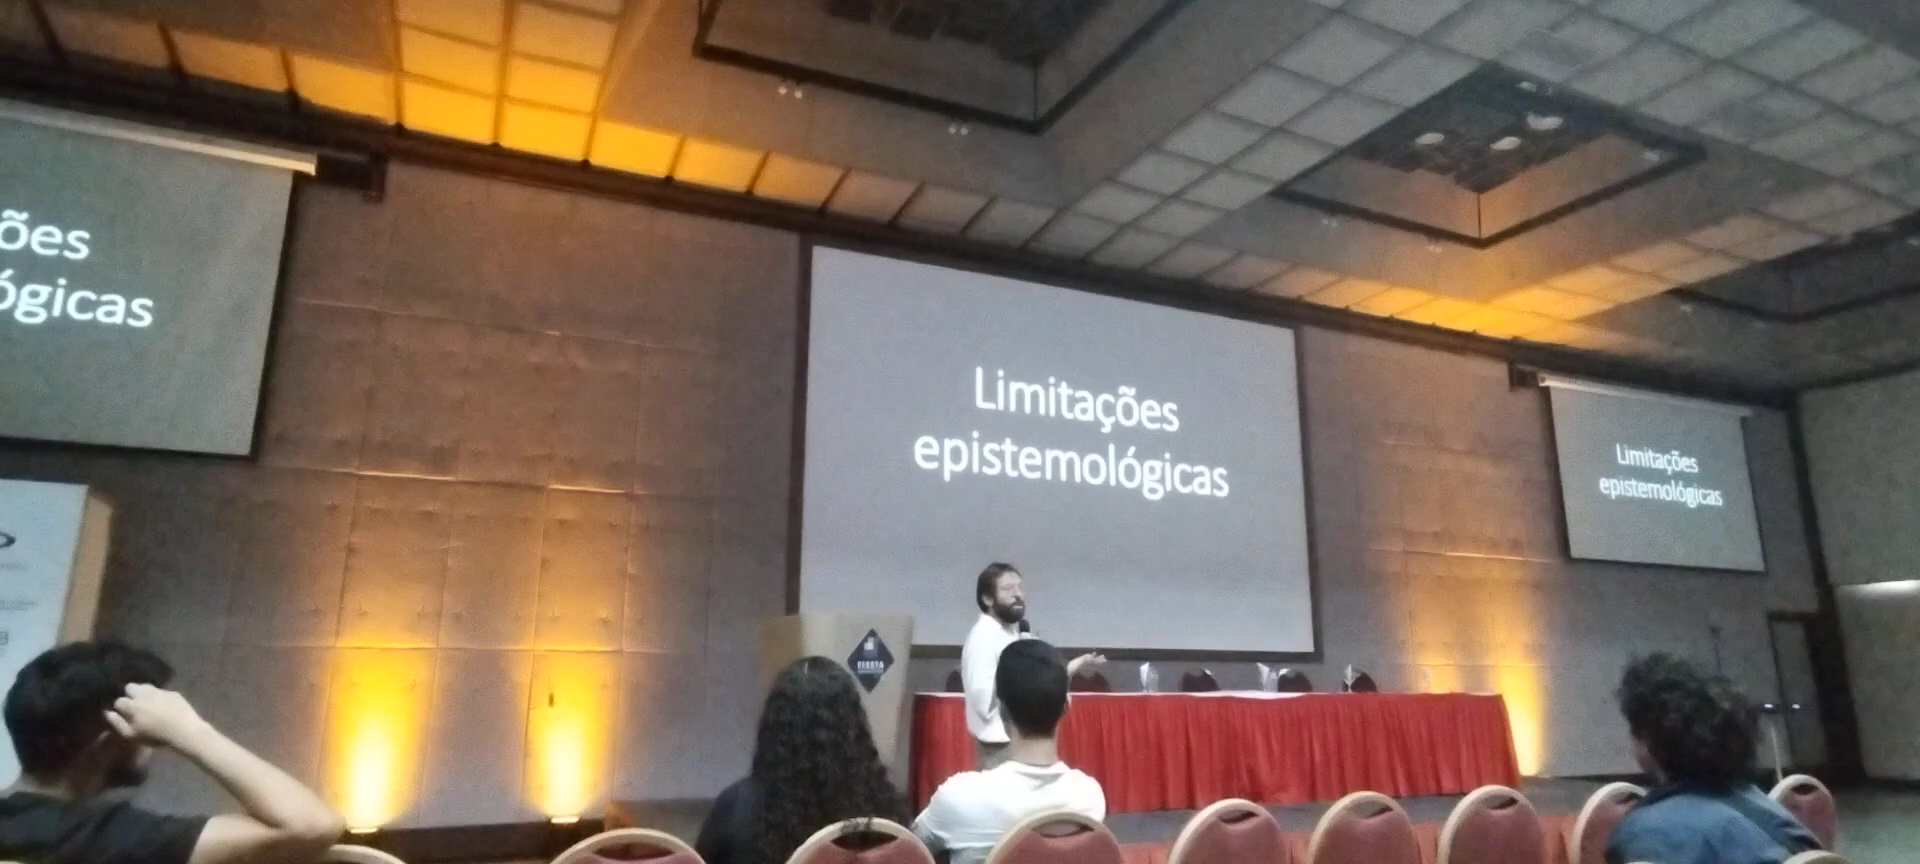 ões
ógicas
Limitações
epistemológicas
Limitações
epistemológicas